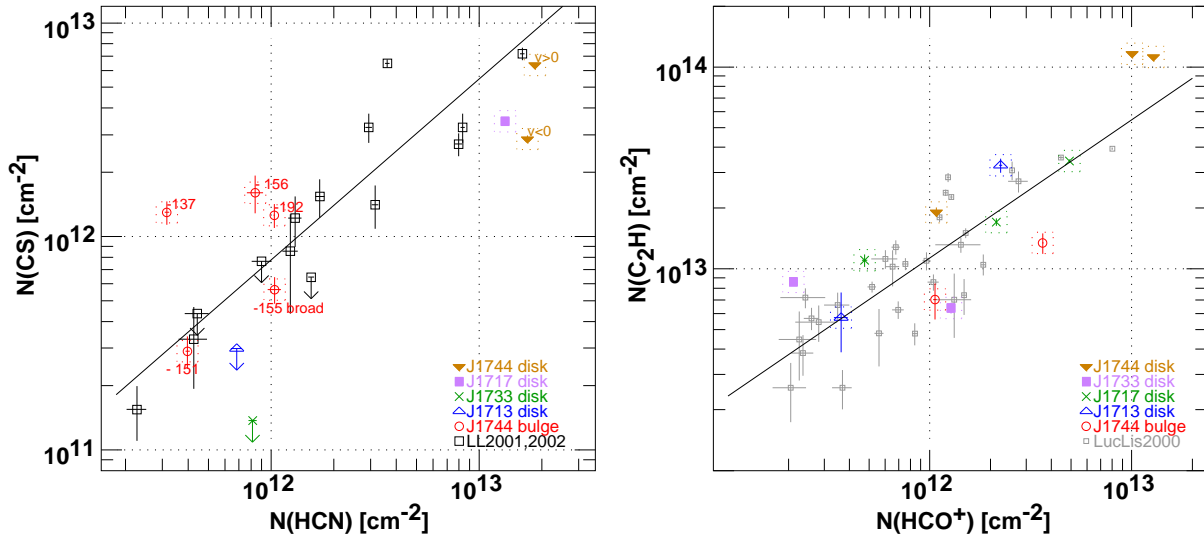 10^13
10^12
10^11
N(CS) [cm^-2]
v>0
v<0
-137
- 156
-192
-155 broad
- 151
J1744 disk
J1717 disk
J1733 disk
J1713 disk
J1744 bulge
LL2001,2002
10^12
10^13
N(HCN) [cm^-2]
10^14
10^13
N(C_2H) [cm^-2]
J1744 disk
J1733 disk
J1717 disk
J1713 disk
J1744 bulge
LucLis2000
10^12
10^13
N(HCO^+) [cm^-2]